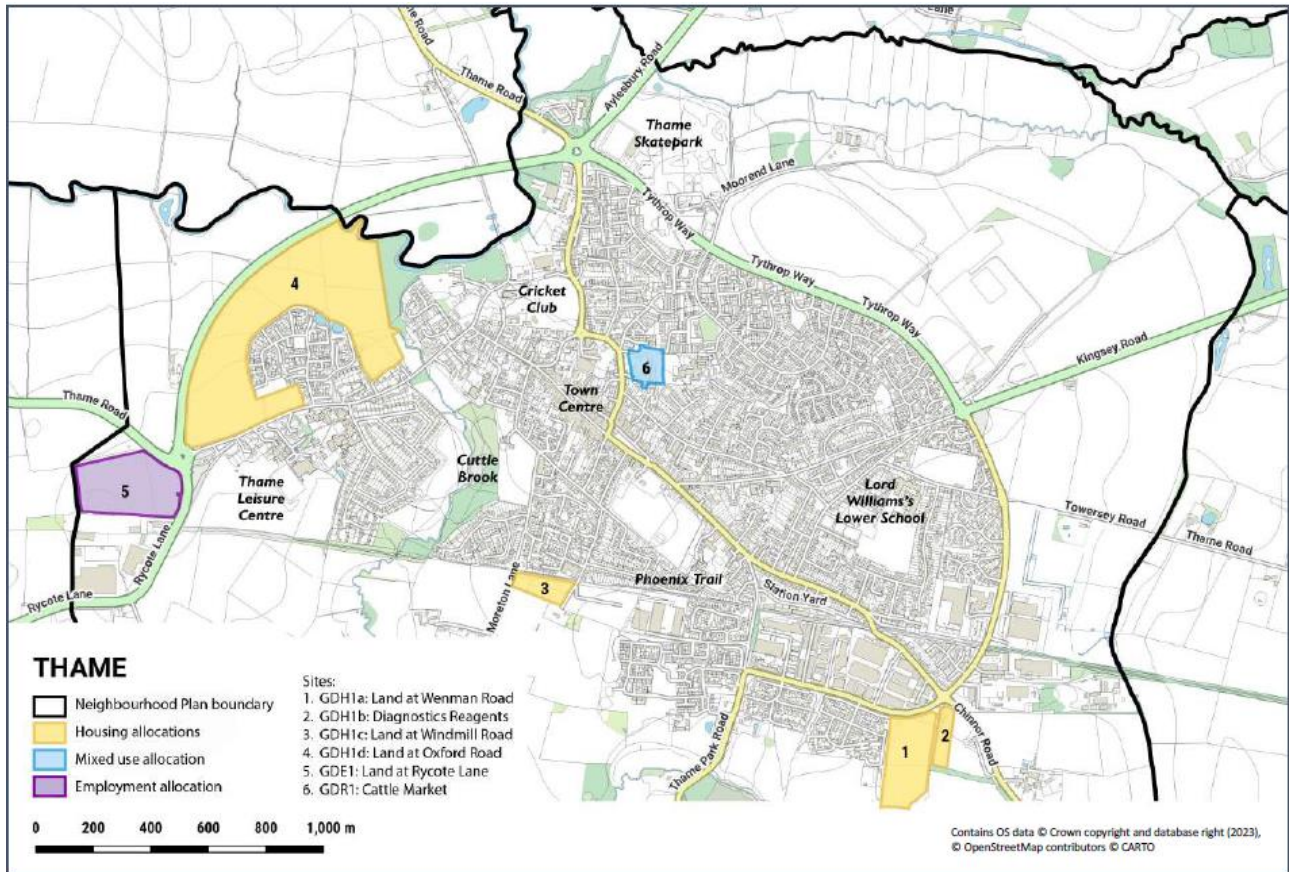 Lane
ne Road
Thame Road
Aylesbury Road
Thame
Skatepark
Moorend Lane
Tythrop Way
Tythrop Way
Tythrop Way
4
Cricket
Club
Kingsey Road
6
Thame Road
Town
Centre
5
Thame
Leisure
Centre
Cuttle
Brook
Lord
Williams's
Lower School
Towersey Road
Thame Road
Rycote Lane
Rycote Lane
Moreton Lane
3
Phoenix Trail
Station Yard
Thame Park Road
Chinnor Road
1
2
THAME
Neighbourhood Plan boundary
Housing allocations
Mixed use allocation
Employment allocation
Sites:
1. GDH1a: Land at Wenman Road
2. GDH1b: Diagnostics Reagents
3. GDH1c: Land at Windmill Road
4. GDH1d: Land at Oxford Road
5. GDE1: Land at Rycote Lane
6. GDR1: Cattle Market
0 200 400 600 800 1,000 m
Contains OS data © Crown copyright and database right (2023),
© OpenStreetMap contributors © CARTO